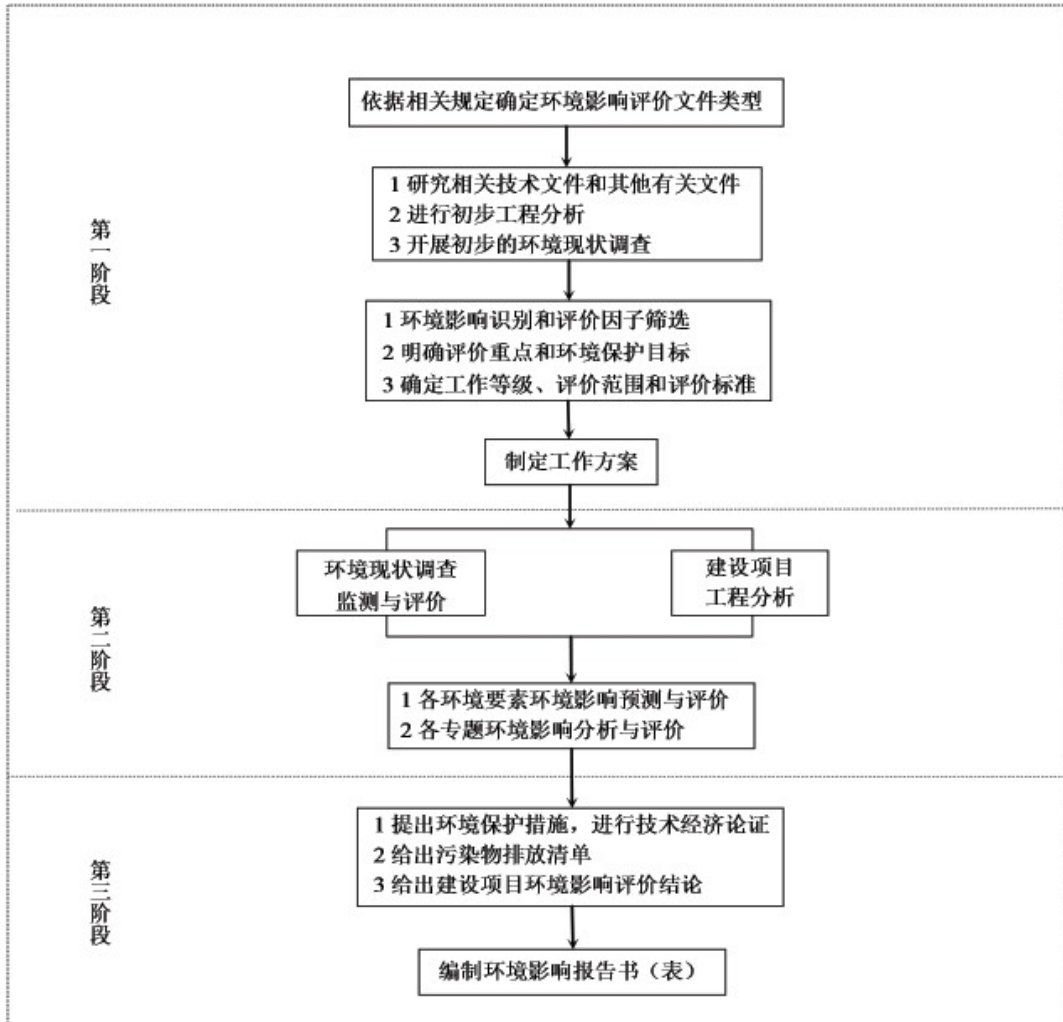 依据相关规定确定环境影响评价文件类型
1 研究相关技术文件和其他有关文件
2 进行初步工程分析
3 开展初步的环境现状调查
第一阶段
1 环境影响识别和评价因子筛选
2 明确评价重点和环境保护目标
3 确定工作等级、评价范围和评价标准
制定工作方案
环境现状调查
监测与评价
建设项目
工程分析
第二阶段
1 各环境要素环境影响预测与评价
2 各专题环境影响分析与评价
1 提出环境保护措施，进行技术经济论证
2 给出污染物排放清单
3 给出建设项目环境影响评价结论
第三阶段
编制环境影响报告书（表）